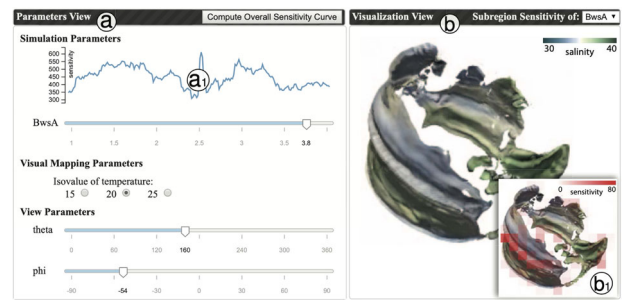 Parameters View a Compute Overall Sensitivity Curve
Simulation Parameters
600
550
500
450
400
350
300
sensitivity
a1
BwsA
1 1.5 2 2.5 3 3.5 3.8
Visual Mapping Parameters
Isovalue of temperature:
15 20 25
View Parameters
theta
0 80 120 160 240 300 360
phi
-90 -54 -30 0 30 60 90
Visualization View b Subregion Sensitivity of: BwsA
30 salinity 40
0 sensitivity 80
b1